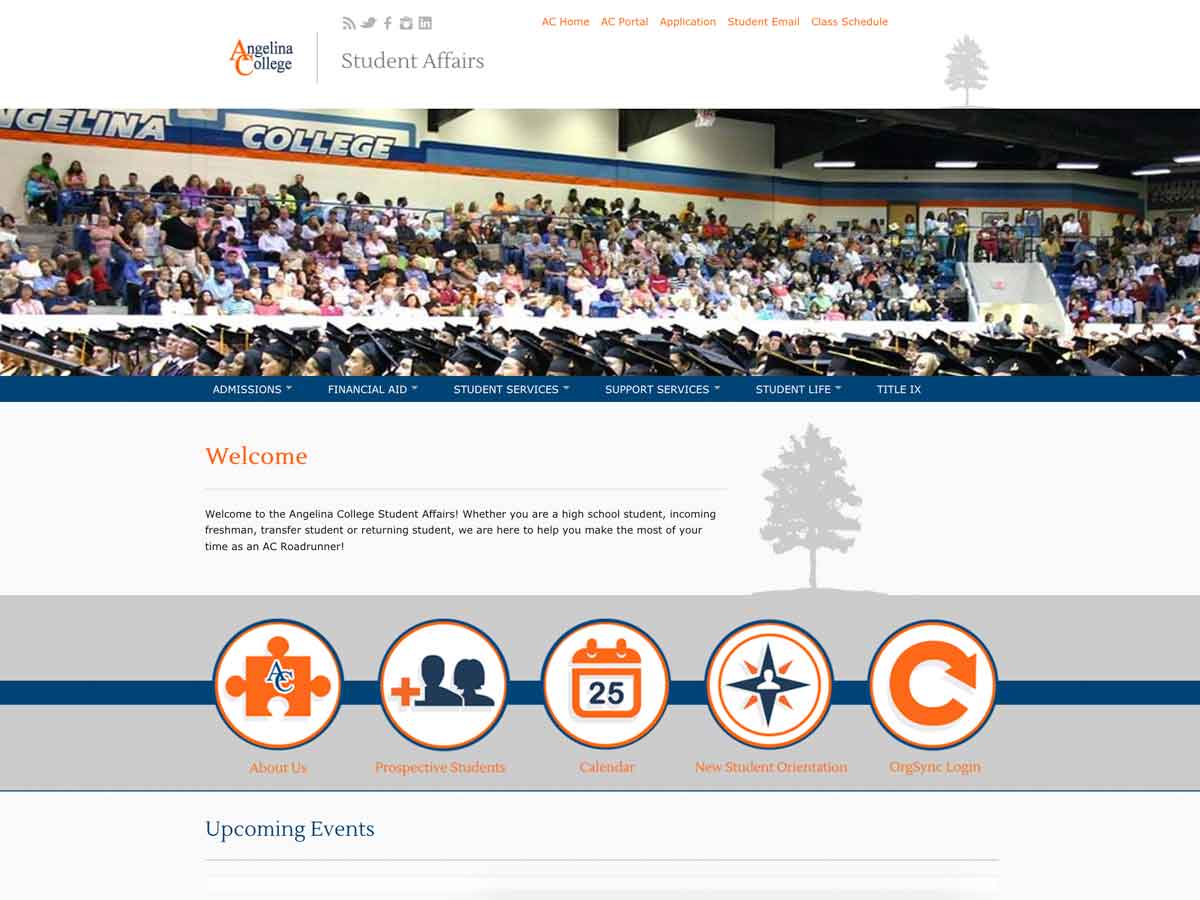 AC Home AC Portal Application Student Email Class Schedule
Angelina
College
Student Affairs
ANGELINA COLLEGE
ADMISSIONS FINANCIAL AID STUDENT SERVICES SUPPORT SERVICES STUDENT LIFE TITLE IX
Welcome
Welcome to the Angelina College Student Affairs! Whether you are a high school student, incoming
freshman, transfer student or returning student, we are here to help you make the most of your
time as an AC Roadrunner!
AC
25
About Us Prospective Students Calendar New Student Orientation OrgSync Login
Upcoming Events